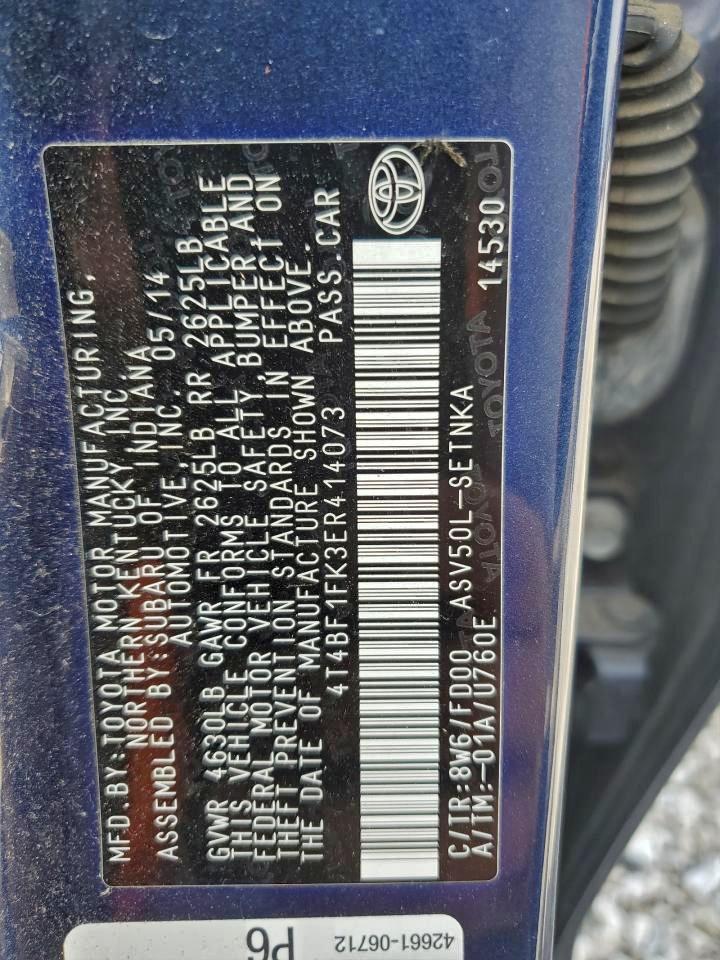 MFD.BY:TOYOTA MOTOR MANUFACTURING,
NORTHERN KENTUCKY INC
ASSEMBLED BY:SUBARU OF INDIANA
AUTOMOTIVE, INC. 05/14
GVWR 4630LB GAWR FR 2625LB RR 2625LB
THIS VEHICLE CONFORMS TO ALL APPLICABLE
FEDERAL MOTOR VEHICLE SAFETY, BUMPER, AND
THEFT PREVENTION STANDARDS IN EFFECT ON
THE DATE OF MANUFACTURE SHOWN ABOVE.
4T4BF1FK3ER414073 PASS.CAR
C/TR:8W6/FD00 ASV50L-SETNKA 14530
A/TM:-01A/U760E
TOYOTA
TOYOTA
TOYOTA
42661-06712
P6